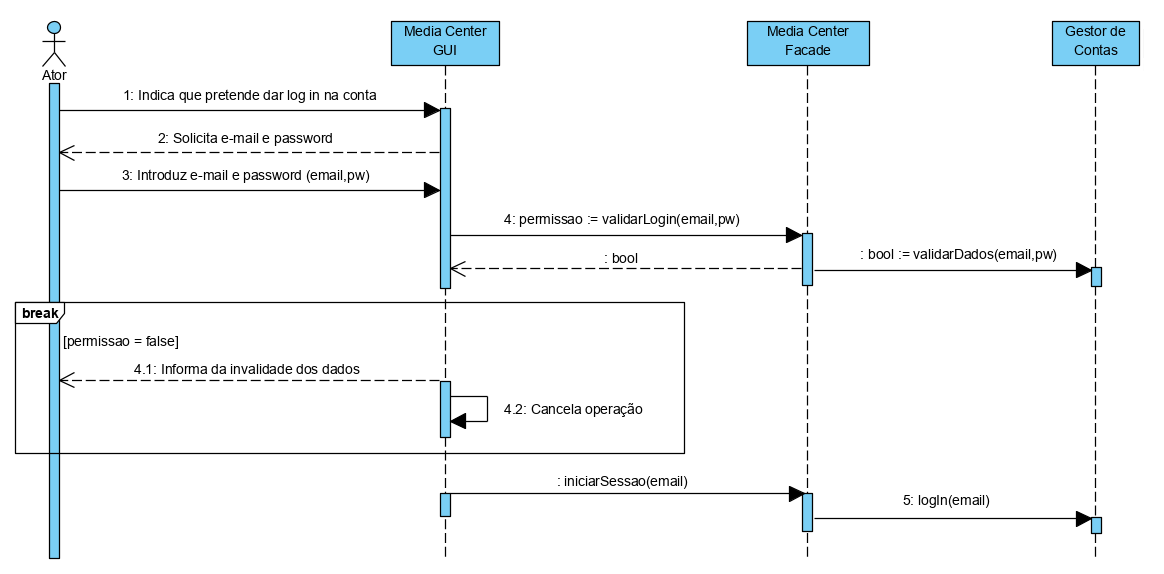 Ator
Media Center
GUI
Media Center
Facade
Gestor de
Contas
1: Indica que pretende dar log in na conta
2: Solicita e-mail e password
3: Introduz e-mail e password (email,pw)
4: permissao := validarLogin(email,pw)
: bool := validarDados(email,pw)
: bool
break
[permissao = false]
4.1: Informa da invalidade dos dados
4.2: Cancela operação
: iniciarSessao(email)
5: logIn(email)